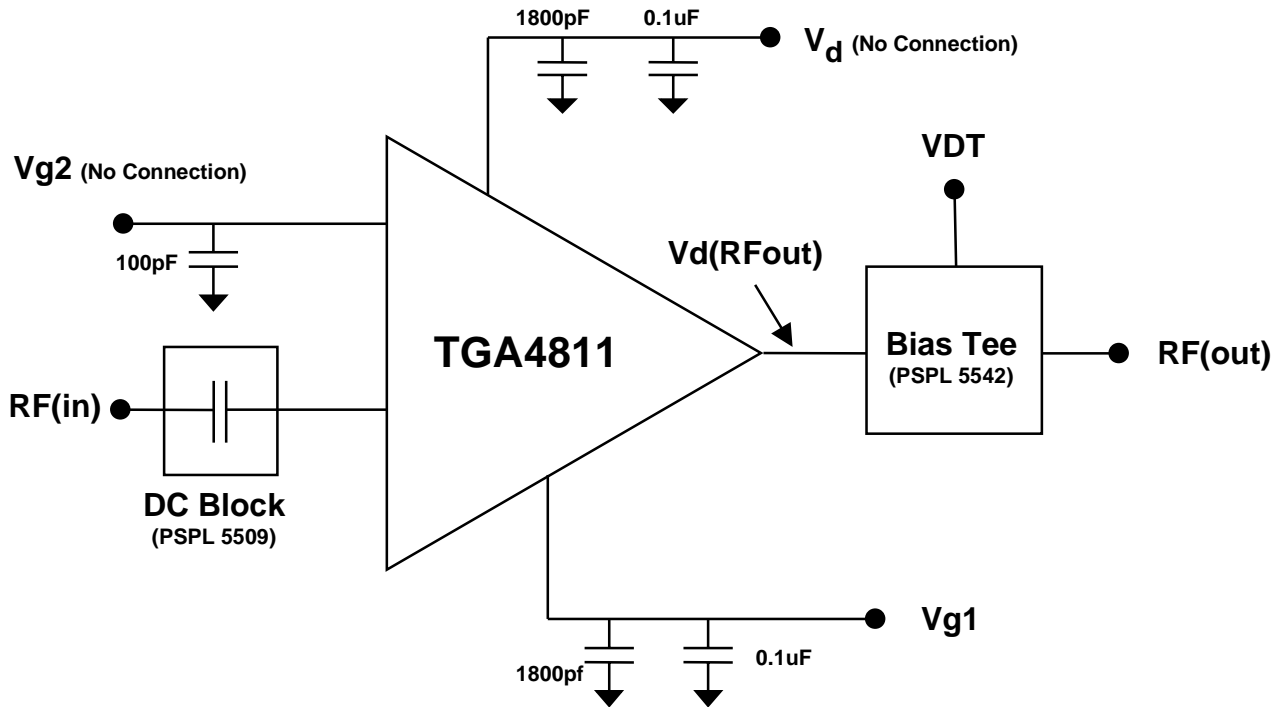 1800pF
0.1uF
Vd (No Connection)
VDT
Vg2 (No Connection)
100pF
Vd(RFout)
TGA4811
Bias Tee
(PSPL 5542)
RF(out)
RF(in)
DC Block
(PSPL 5509)
Vg1
1800pf
0.1uF